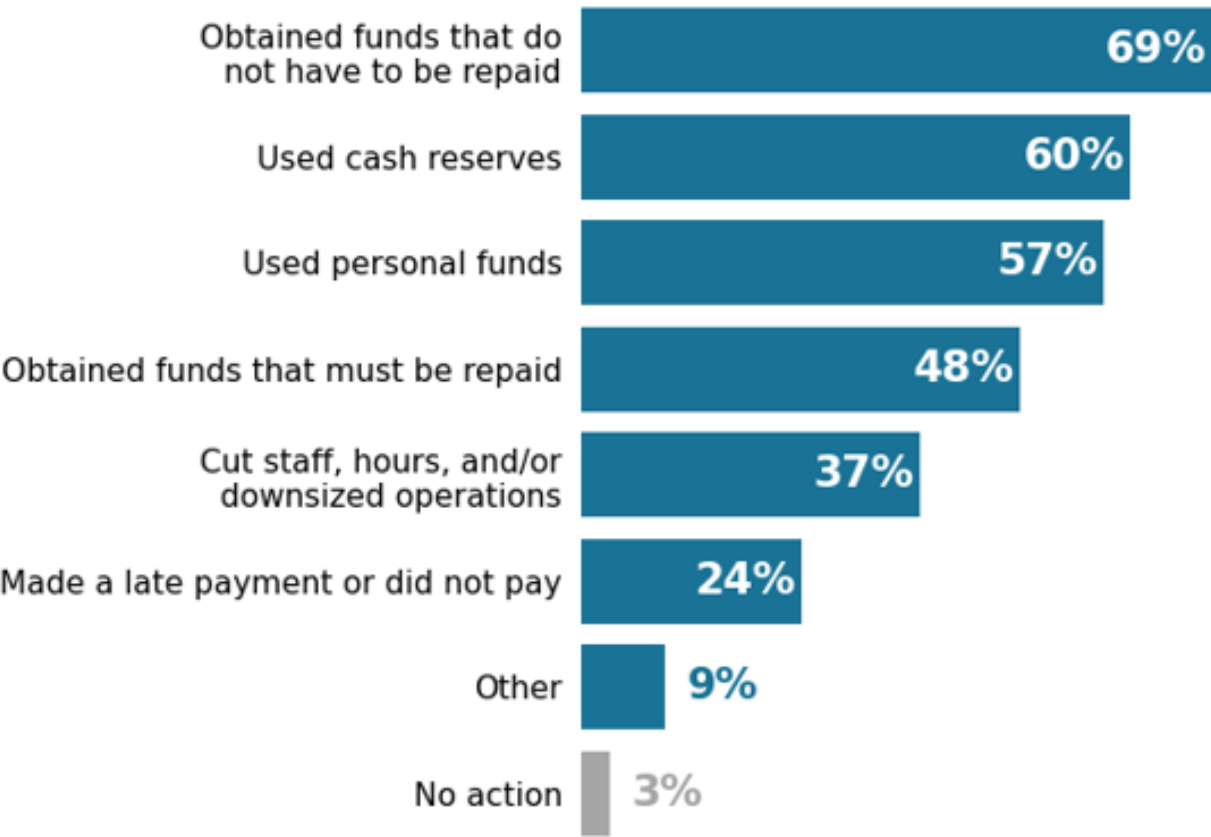 Obtained funds that do
not have to be repaid
69%
Used cash reserves
60%
Used personal funds
57%
Obtained funds that must be repaid
48%
Cut staff, hours, and/or
downsized operations
37%
Made a late payment or did not pay
24%
Other
9%
No action
3%